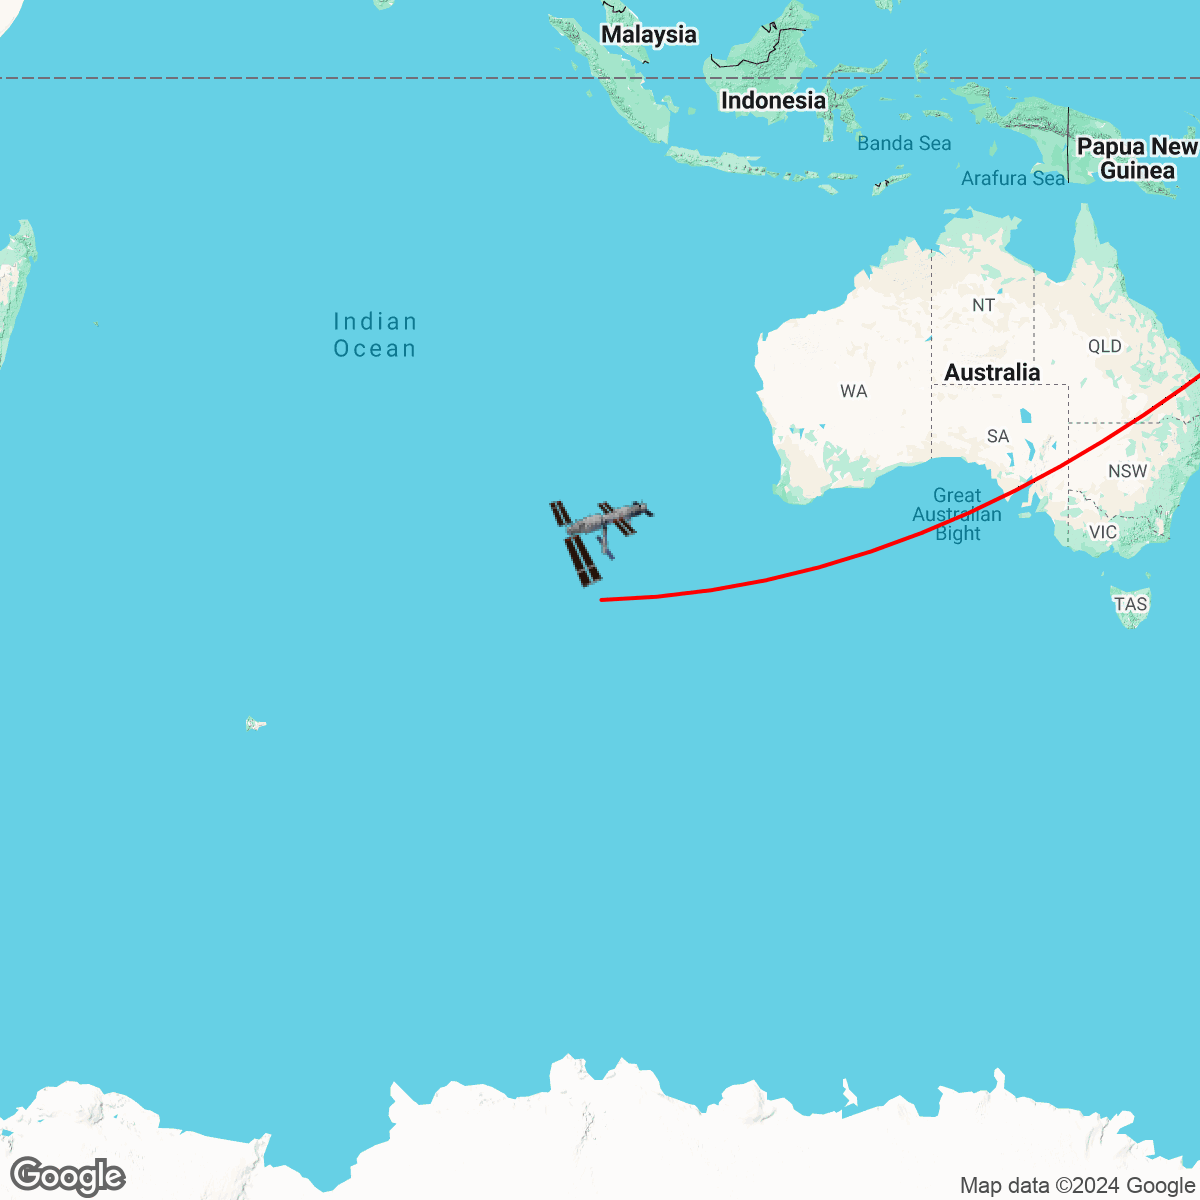 Malaysia
Indonesia
Banda Sea
Papua New
Guinea
Arafura Sea
NT
Indian
Ocean
QLD
Australia
WA
SA
NSW
Great
Australian
Bight
VIC
TAS
Google
Map data ©2024 Google